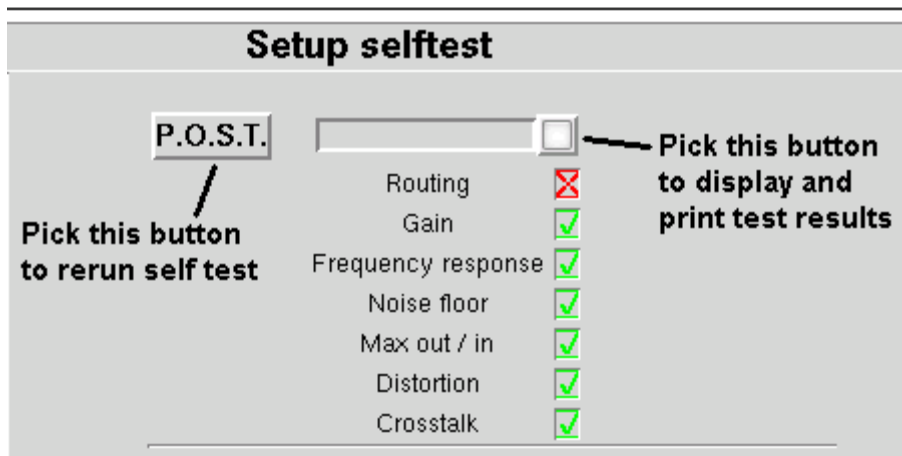 Setup selftest
P.O.S.T.
Pick this button
to rerun self test
Pick this button
to display and
print test results
Routing
Gain
Frequency response
Noise floor
Max out / in
Distortion
Crosstalk